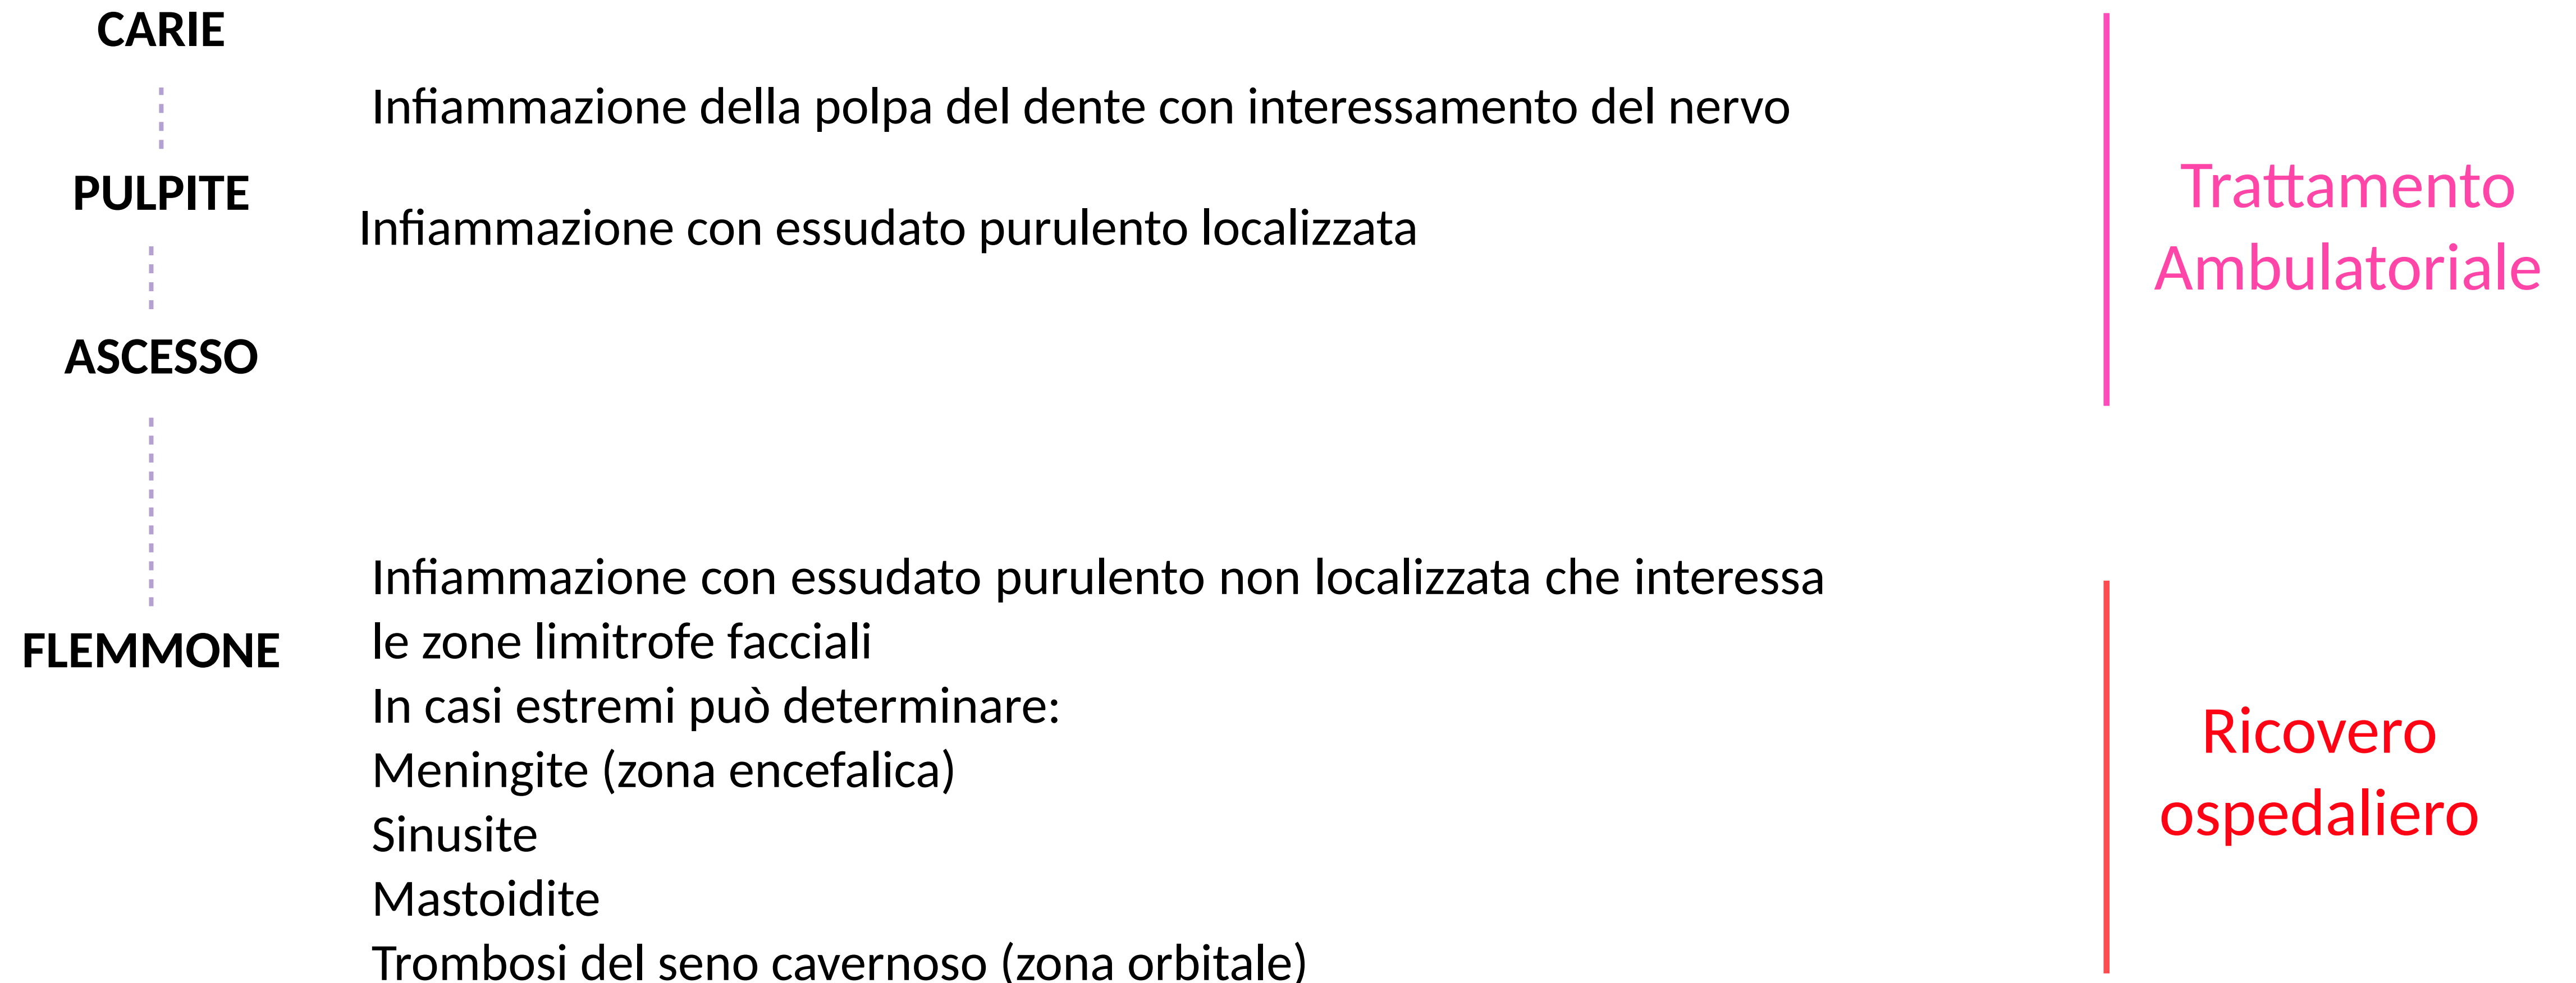 CARIE
Infiammazione della polpa del dente con interessamento del nervo
PULPITE
Infiammazione con essudato purulento localizzata
ASCESSO
Trattamento
Ambulatoriale
FLEMMONE
Infiammazione con essudato purulento non localizzata che interessa
le zone limitrofe facciali
In casi estremi può determinare:
Meningite (zona encefalica)
Sinusite
Mastoidite
Trombosi del seno cavernoso (zona orbitale)
Ricovero
ospedaliero